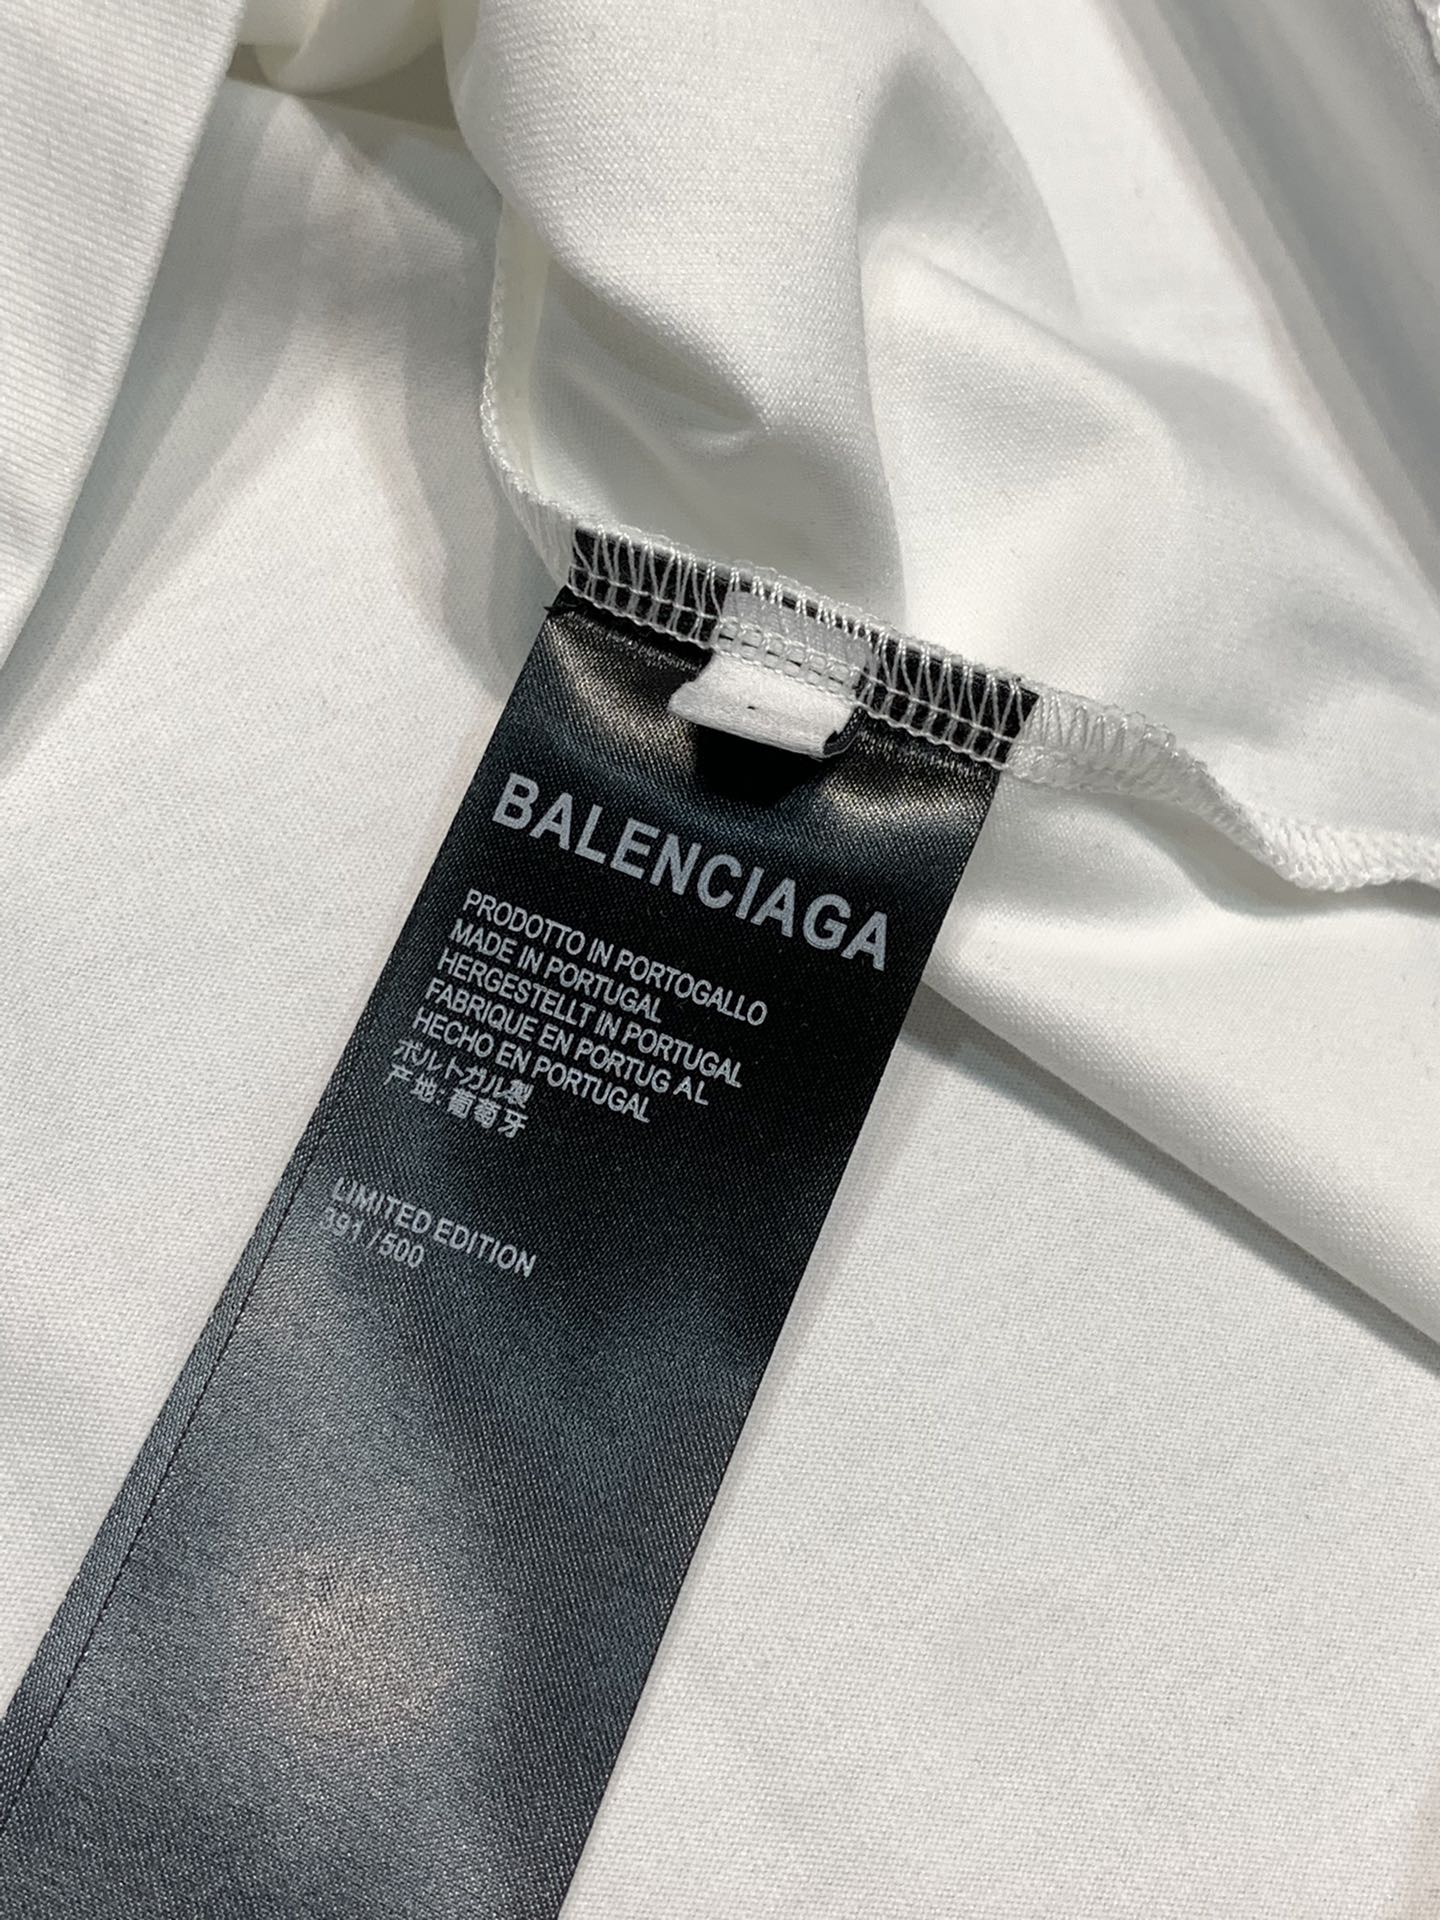 BALENCIAGA
PRODOTTO IN PORTOGALLO
MADE IN PORTUGAL
HERGESTELLT IN PORTUGAL
FABRIQUE EN PORTUG AL
HECHO EN PORTUGAL
ポルトガル製
产地:葡萄牙
LIMITED EDITION
391/500